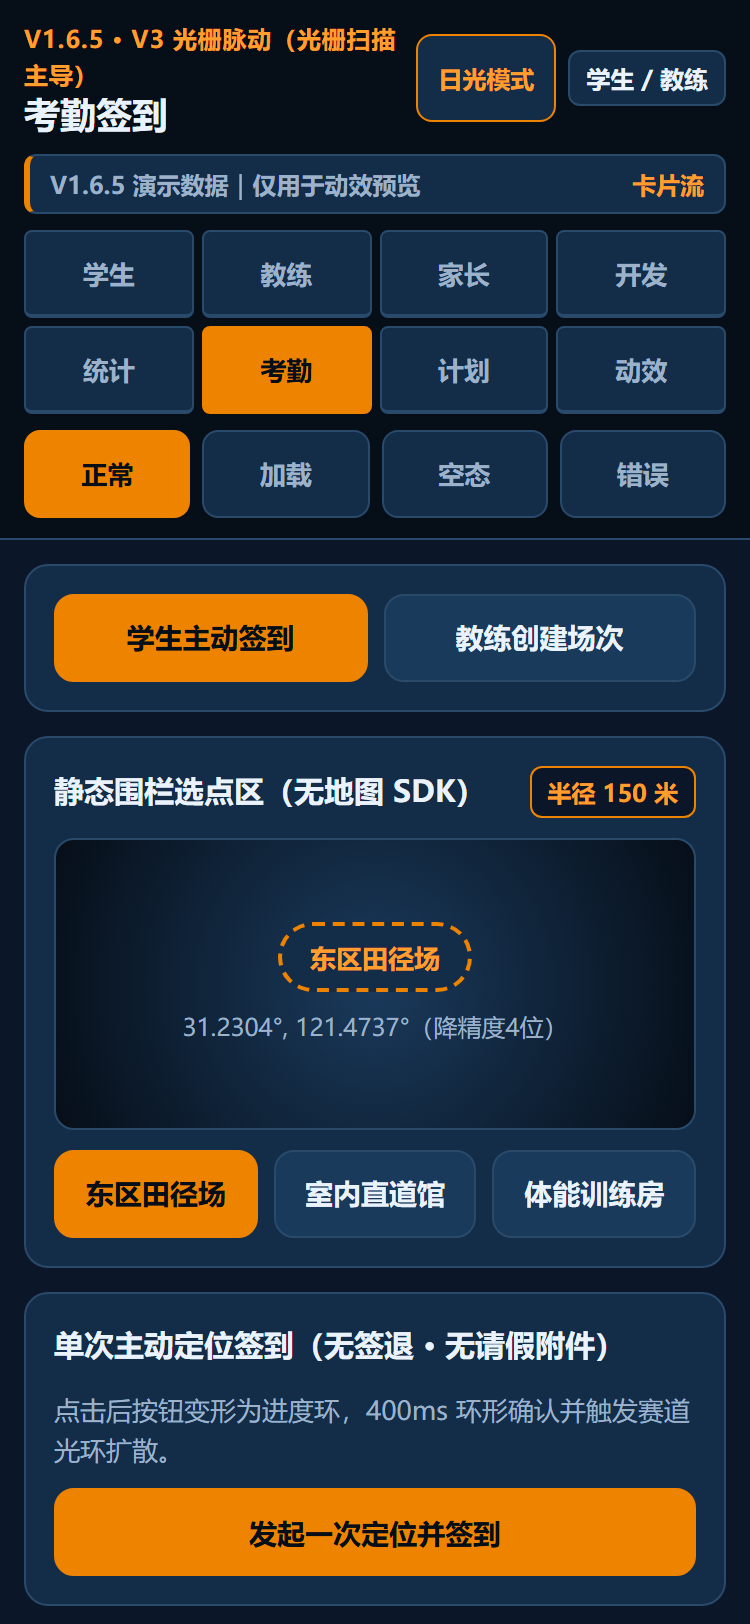 V1.6.5 · V3 光栅脉动（光栅扫描
主导）
考勤签到
日光模式
学生 / 教练
V1.6.5 演示数据｜仅用于动效预览
卡片流
学生
教练
家长
开发
统计
考勤
计划
动效
正常
加载
空态
错误
学生主动签到
教练创建场次
静态围栏选点区（无地图 SDK）
半径 150 米
东区田径场
31.2304°, 121.4737°（降精度4位）
东区田径场
室内直道馆
体能训练房
单次主动定位签到（无签退 · 无请假附件）
点击后按钮变形为进度环，400ms 环形确认并触发赛道
光环扩散。
发起一次定位并签到